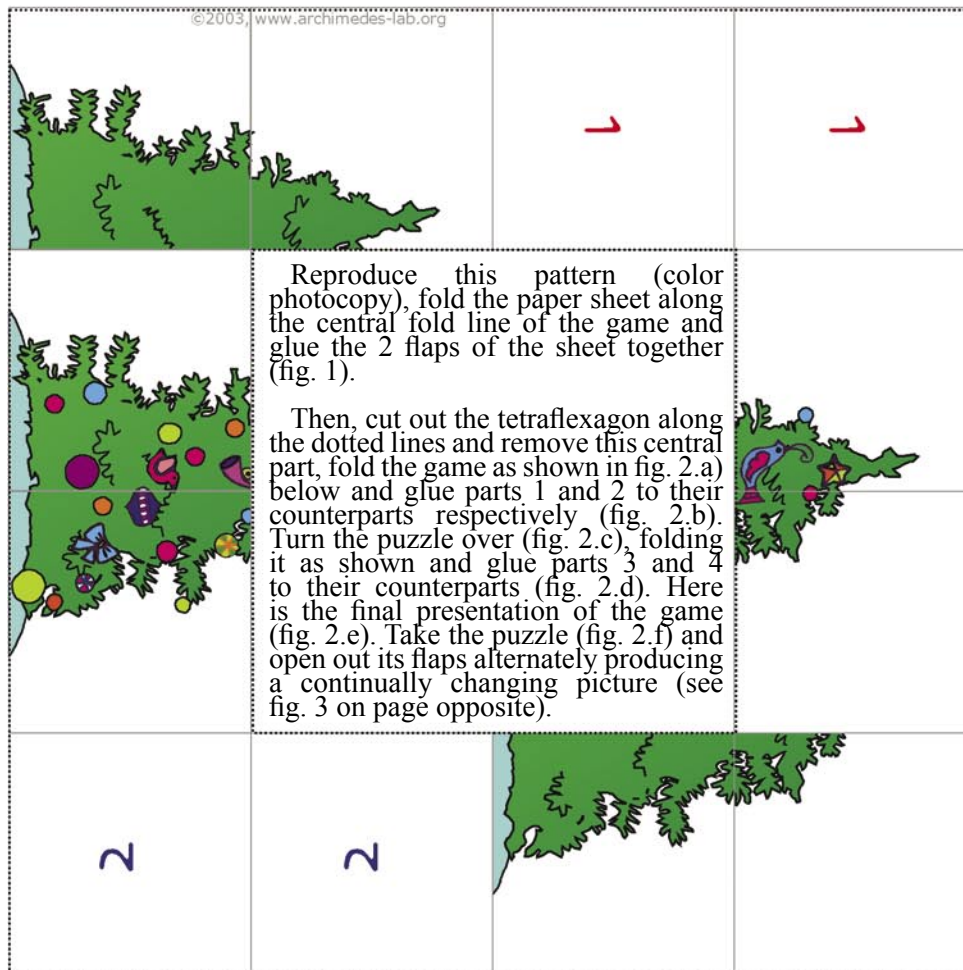 ©2003, www.archimedes-lab.org
1 1
Reproduce this pattern (color
photocopy), fold the paper sheet along
the central fold line of the game and
glue the 2 flaps of the sheet together
(fig. 1).
Then, cut out the tetraflexagon along
the dotted lines and remove this central
part, fold the game as shown in fig. 2.a)
below and glue parts 1 and 2 to their
counterparts respectively (fig. 2.b).
Turn the puzzle over (fig. 2.c), folding
it as shown and glue parts 3 and 4
to their counterparts (fig. 2.d). Here
is the final presentation of the game
(fig. 2.e). Take the puzzle (fig. 2.f) and
open out its flaps alternately producing
a continually changing picture (see
fig. 3 on page opposite).
2 2